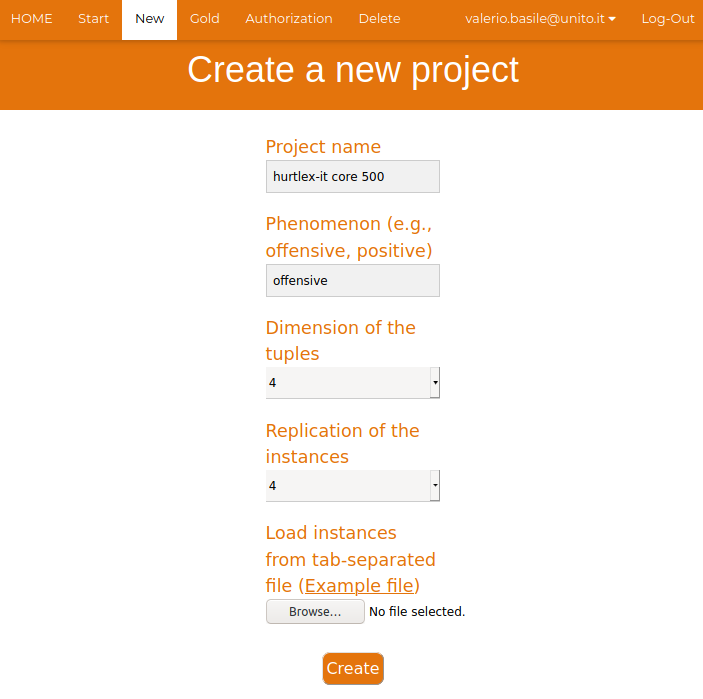 HOME Start New Gold Authorization Delete valerio.basile@unito.it Log-Out
Create a new project
Project name
hurtlex-it core 500
Phenomenon (e.g.,
offensive, positive)
offensive
Dimension of the
tuples
4
Replication of the
instances
4
Load instances
from tab-separated
file (Example file)
Browse... No file selected.
Create